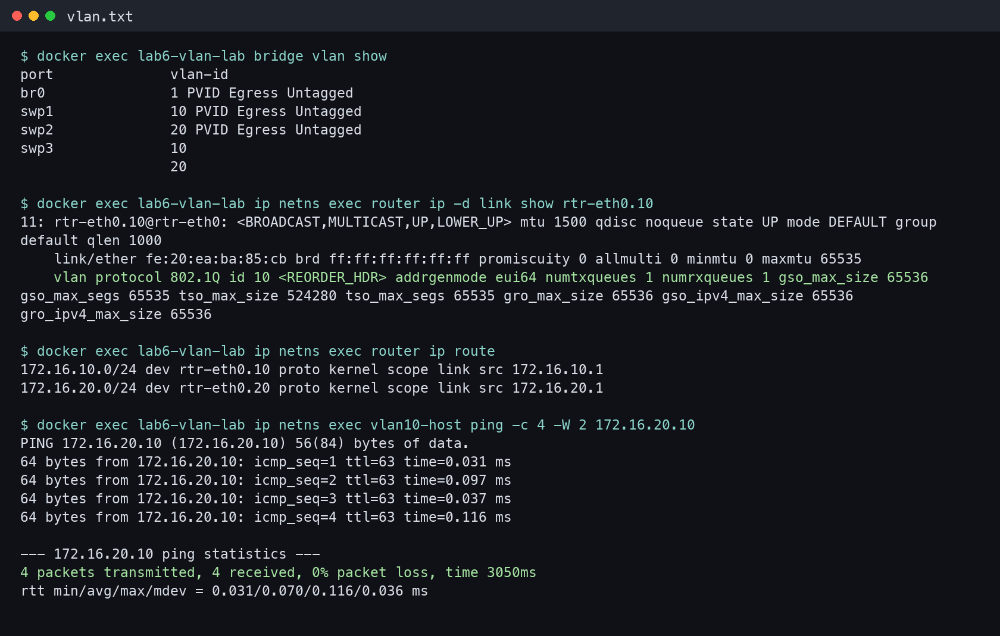 vlan.txt
$ docker exec lab6-vlan-lab bridge vlan show
port              vlan-id
br0               1 PVID Egress Untagged
swp1              10 PVID Egress Untagged
swp2              20 PVID Egress Untagged
swp3              10
                  20
$ docker exec lab6-vlan-lab ip netns exec router ip -d link show rtr-eth0.10
11: rtr-eth0.10@rtr-eth0: <BROADCAST,MULTICAST,UP,LOWER_UP> mtu 1500 qdisc noqueue state UP mode DEFAULT group
default qlen 1000
    link/ether fe:20:ea:ba:85:cb brd ff:ff:ff:ff:ff:ff promiscuity 0 allmulti 0 minmtu 0 maxmtu 65535
    vlan protocol 802.1Q id 10 <REORDER_HDR> addrgenmode eui64 numtxqueues 1 numrxqueues 1 gso_max_size 65536
gso_max_segs 65535 tso_max_size 524280 tso_max_segs 65535 gro_max_size 65536 gso_ipv4_max_size 65536
gro_ipv4_max_size 65536
$ docker exec lab6-vlan-lab ip netns exec router ip route
172.16.10.0/24 dev rtr-eth0.10 proto kernel scope link src 172.16.10.1
172.16.20.0/24 dev rtr-eth0.20 proto kernel scope link src 172.16.20.1
$ docker exec lab6-vlan-lab ip netns exec vlan10-host ping -c 4 -W 2 172.16.20.10
PING 172.16.20.10 (172.16.20.10) 56(84) bytes of data.
64 bytes from 172.16.20.10: icmp_seq=1 ttl=63 time=0.031 ms
64 bytes from 172.16.20.10: icmp_seq=2 ttl=63 time=0.097 ms
64 bytes from 172.16.20.10: icmp_seq=3 ttl=63 time=0.037 ms
64 bytes from 172.16.20.10: icmp_seq=4 ttl=63 time=0.116 ms
--- 172.16.20.10 ping statistics ---
4 packets transmitted, 4 received, 0% packet loss, time 3050ms
rtt min/avg/max/mdev = 0.031/0.070/0.116/0.036 ms